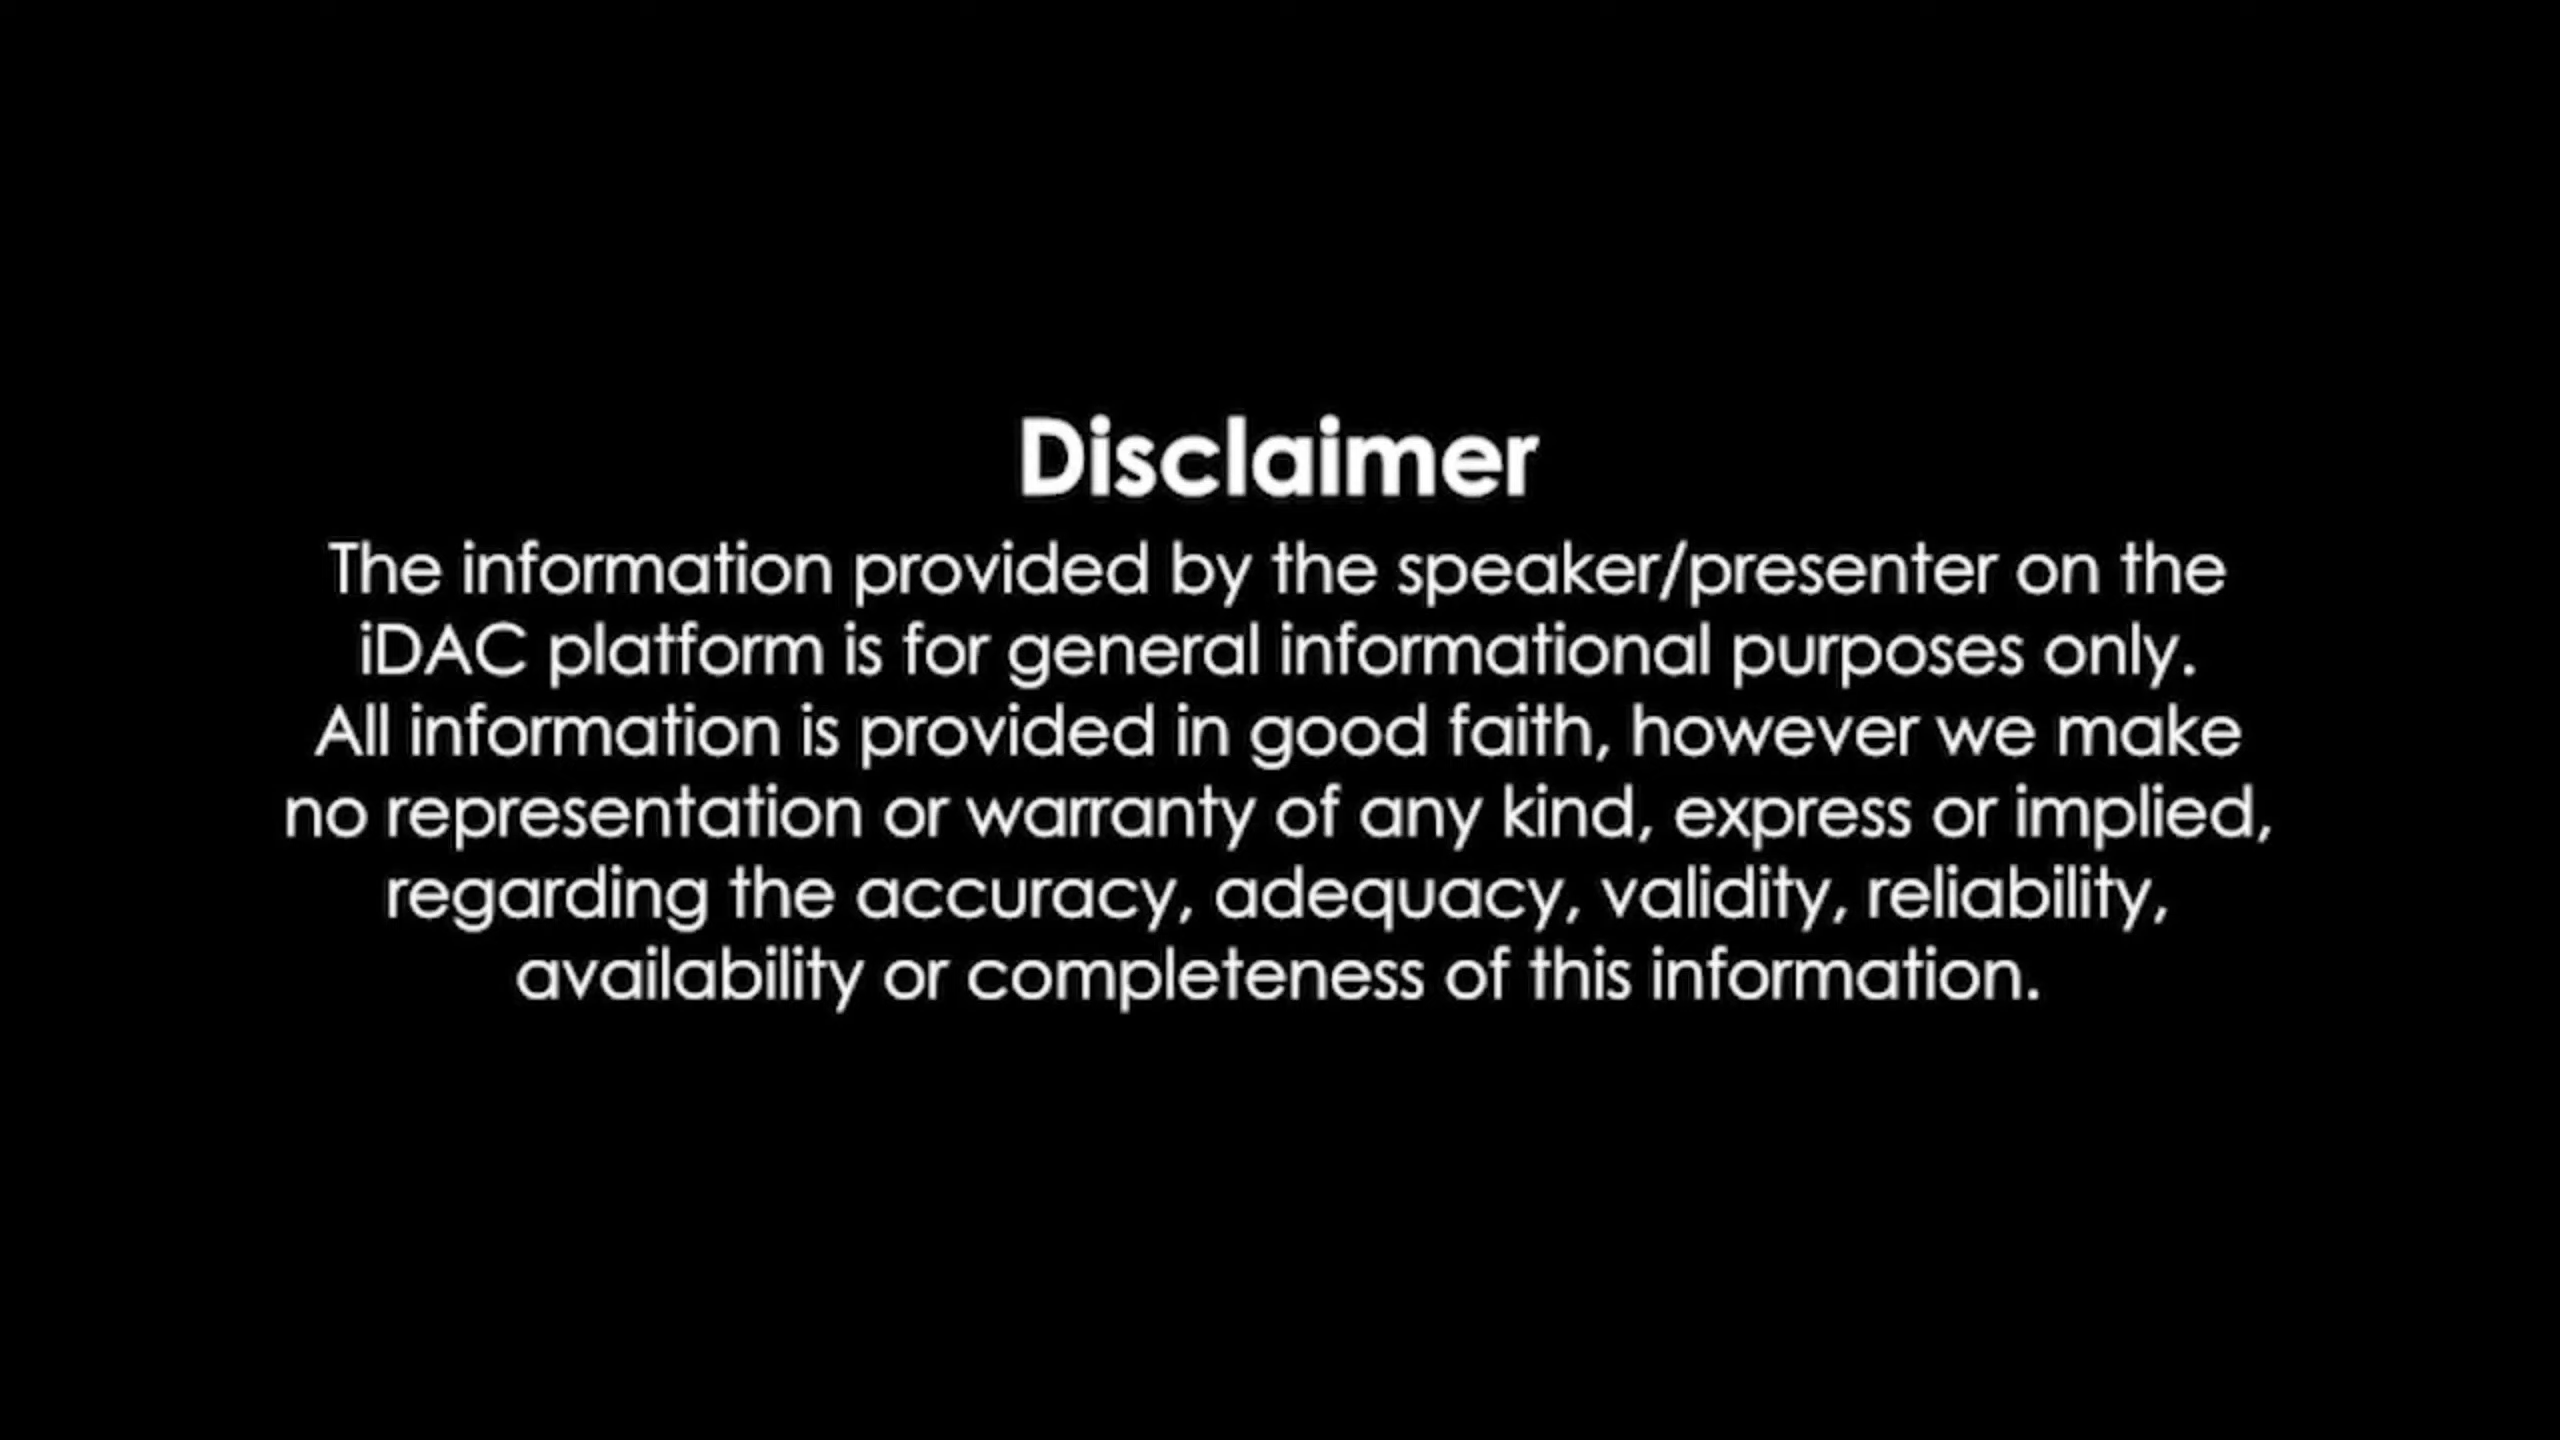 Disclaimer
The information provided by the speaker/presenter on the
iDAC platform is for general informational purposes only.
All information is provided in good faith, however we make
no representation or warranty of any kind, express or implied,
regarding the accuracy, adequacy, validity, reliability,
availability or completeness of this information.